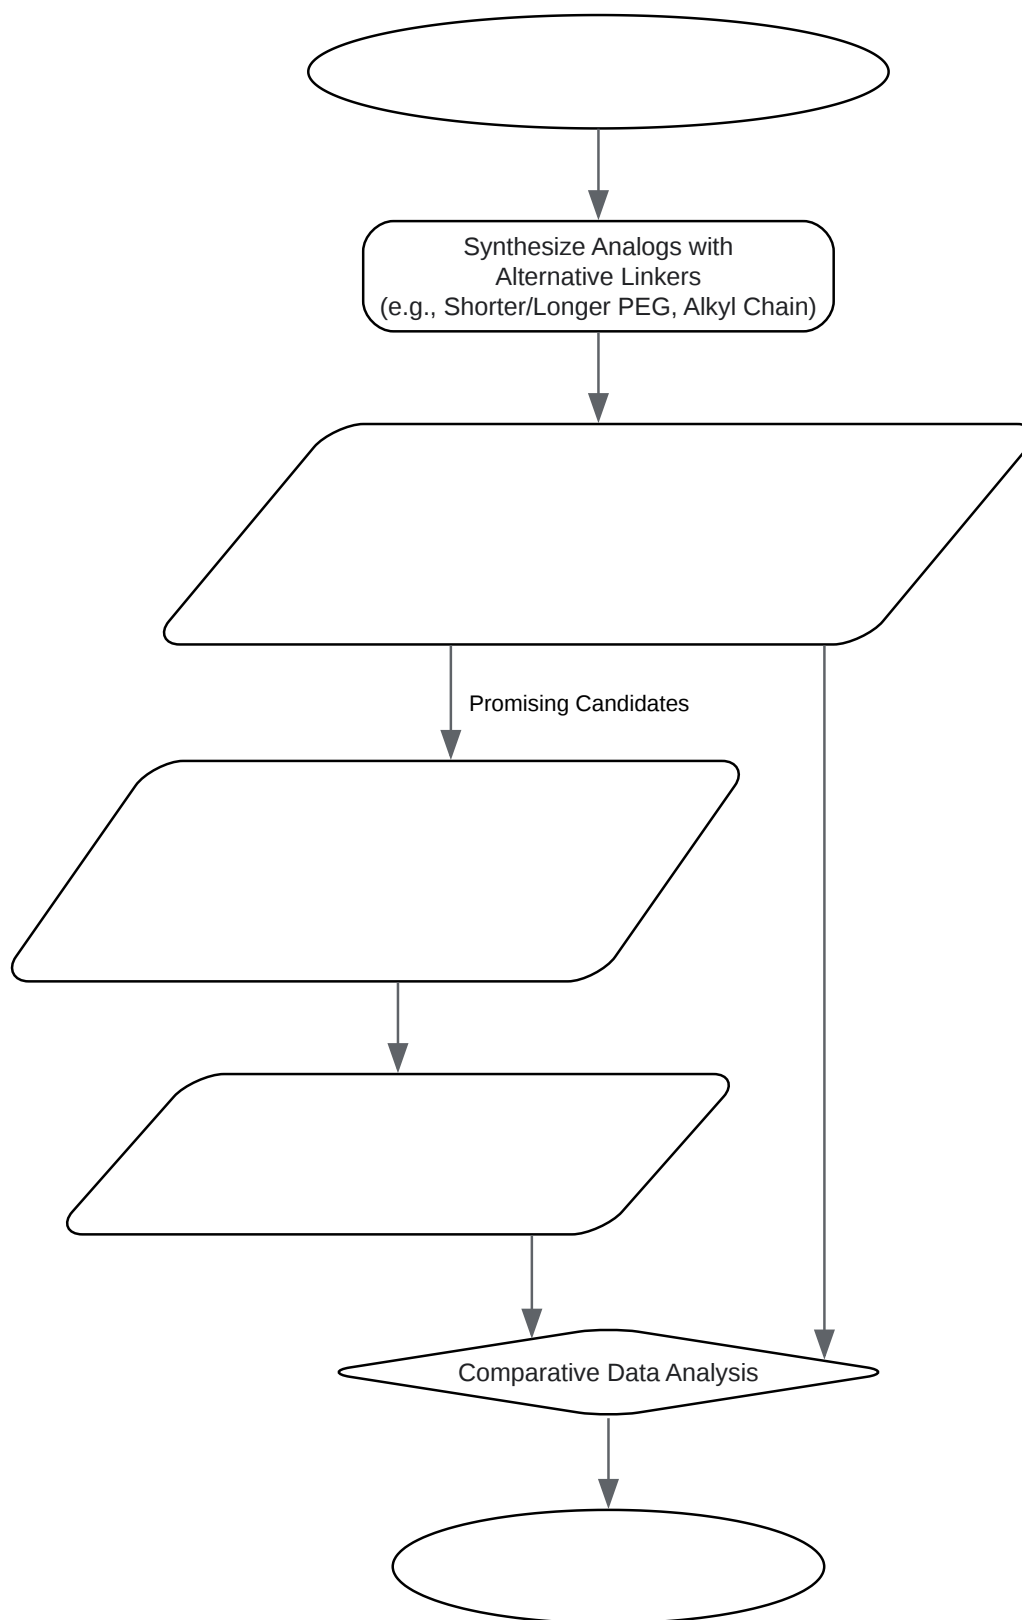 Synthesize Analogs with
Alternative Linkers
(e.g., Shorter/Longer PEG, Alkyl Chain)
Promising Candidates
Comparative Data Analysis